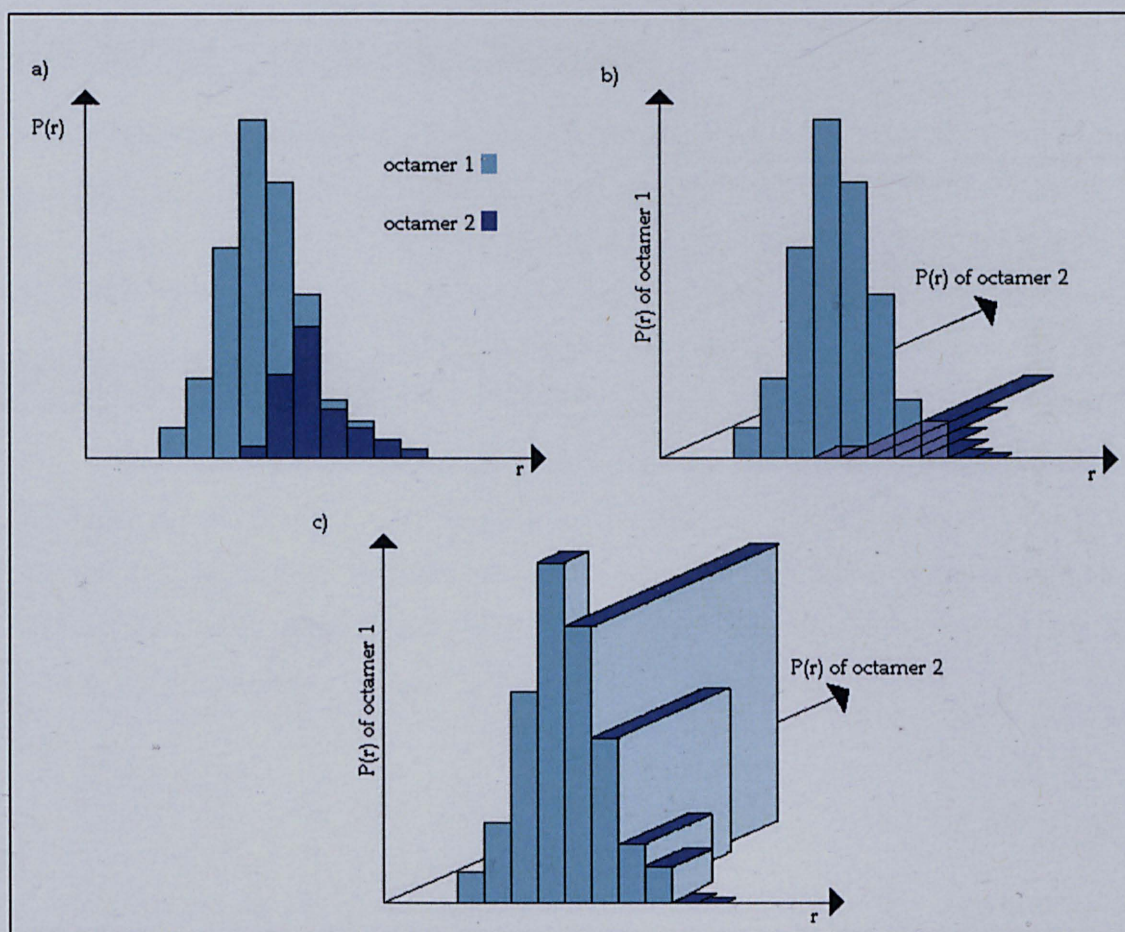 a)
P(r)
octamer 1
octamer 2
r
b)
P(r) of octamer 1
P(r) of octamer 2
r
c)
P(r) of octamer 1
P(r) of octamer 2
r